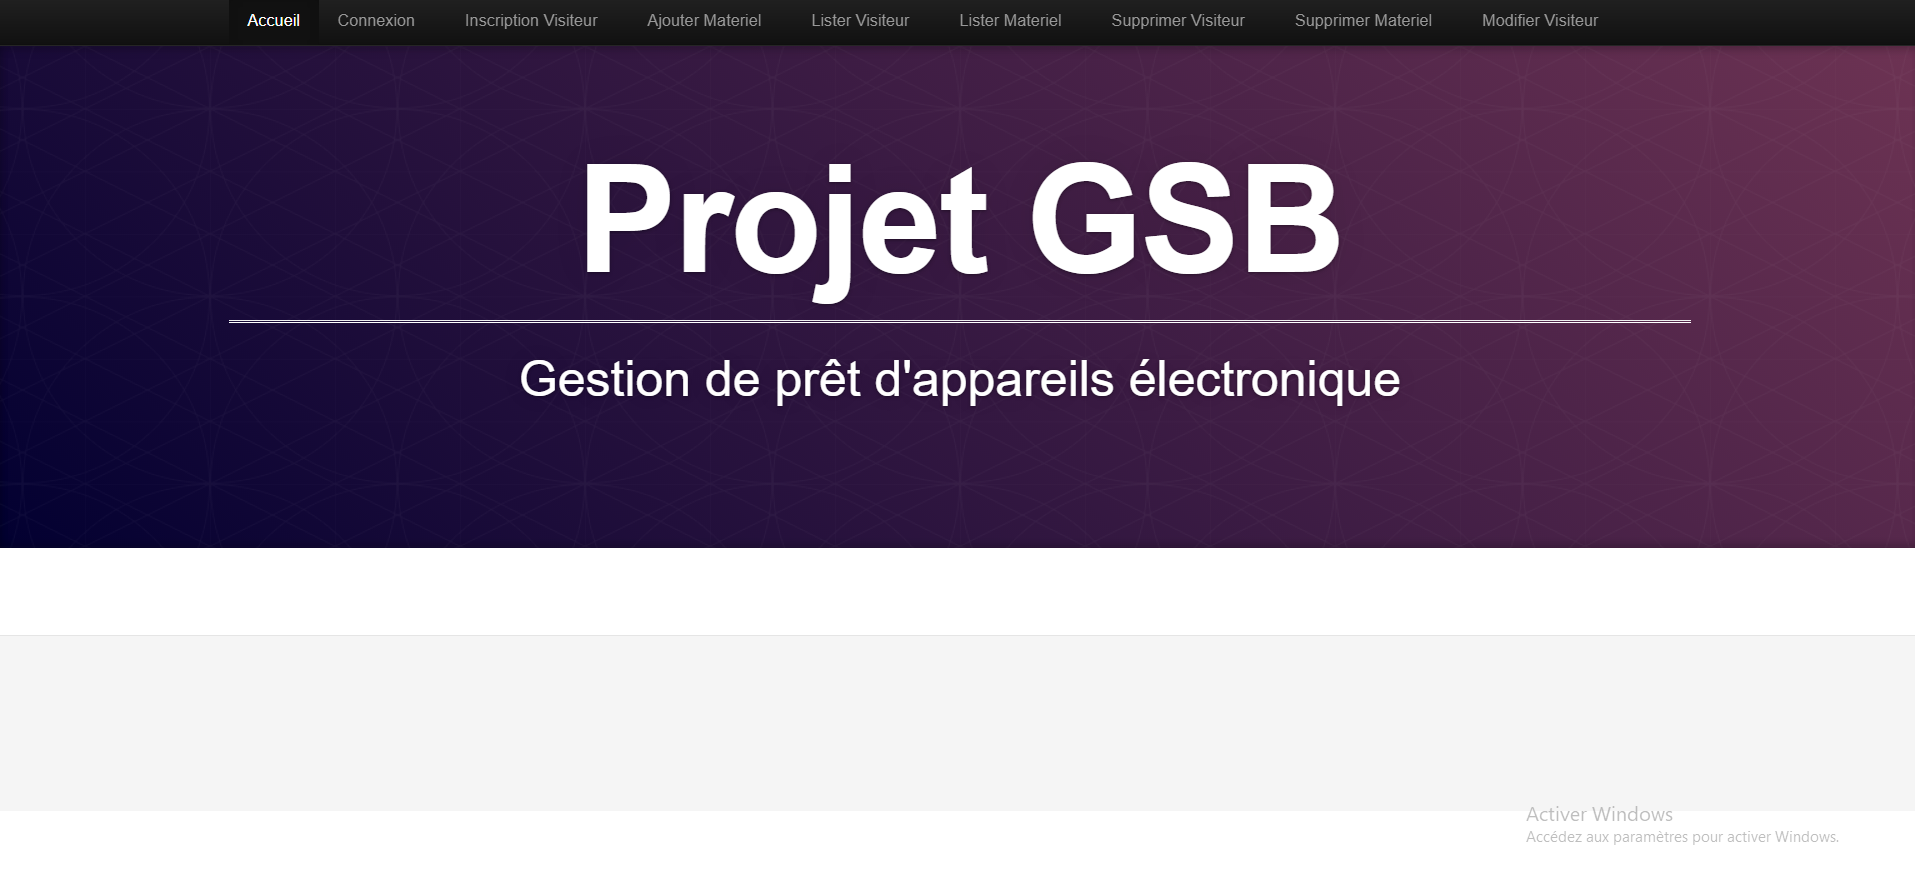 Accueil Connexion Inscription Visiteur Ajouter Materiel Lister Visiteur Lister Materiel Supprimer Visiteur Supprimer Materiel Modifier Visiteur
Projet GSB
Gestion de prêt d'appareils électronique
Activer Windows
Accédez aux paramètres pour activer Windows.